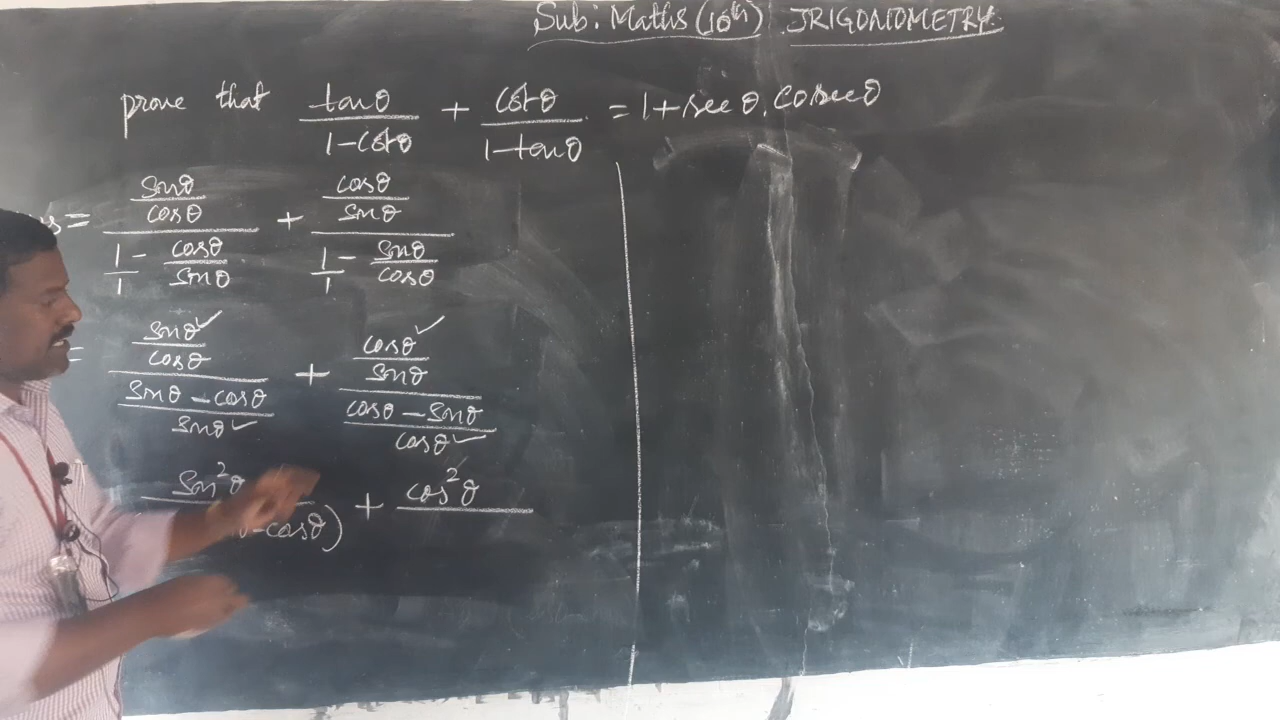 Sub: Maths (10th) TRIGONOMETRY
prove that tanθ/(1-cotθ) + cotθ/(1-tanθ) = 1+secθ.cosecθ
= (sinθ/cosθ)/(1/1 - cosθ/sinθ) + (cosθ/sinθ)/(1/1 - sinθ/cosθ)
= (sinθ✓/cosθ)/((sinθ - cosθ)/sinθ✓) + (cosθ✓/sinθ)/((cosθ - sinθ)/cosθ✓)
sin²θ/ -cosθ) + cos²θ/